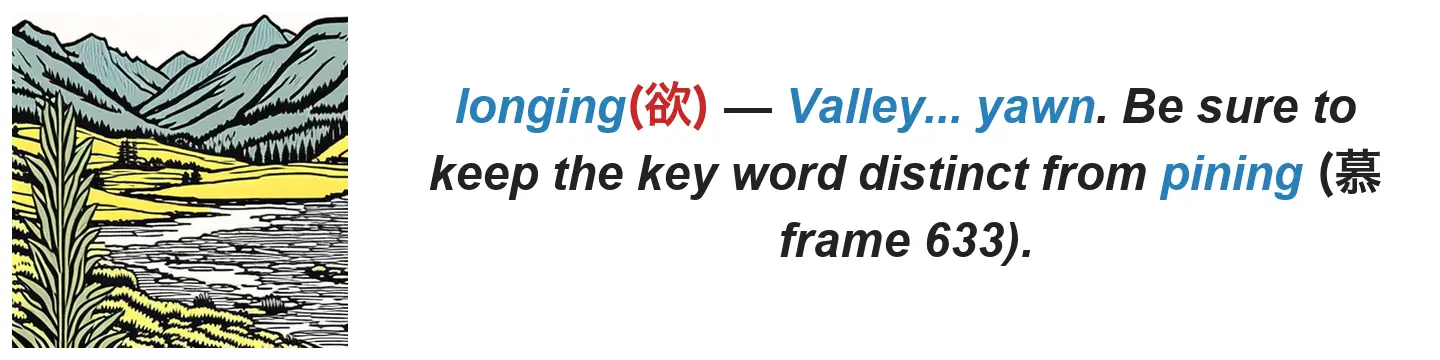 longing(欲) — Valley... yawn. Be sure to
keep the key word distinct from pining (慕
frame 633).